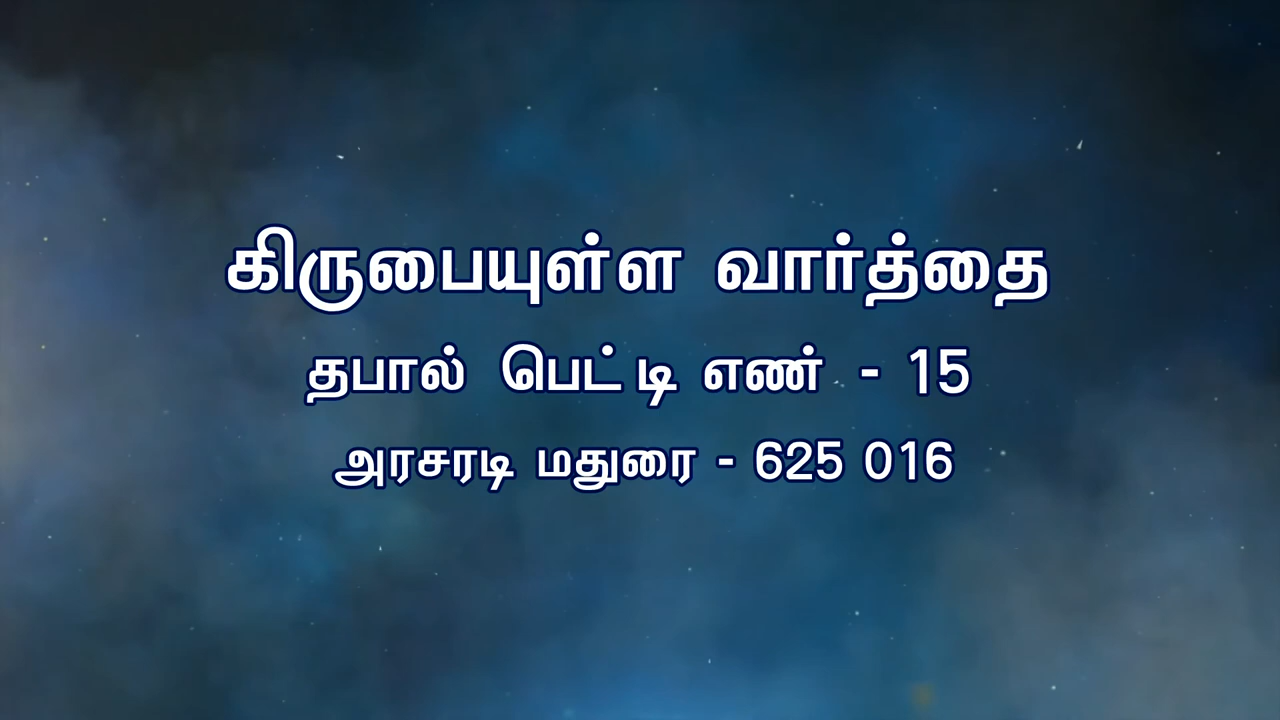 கிருபையுள்ள வார்த்தை
தபால் பெட்டி எண் - 15
அரசரடி மதுரை - 625 016